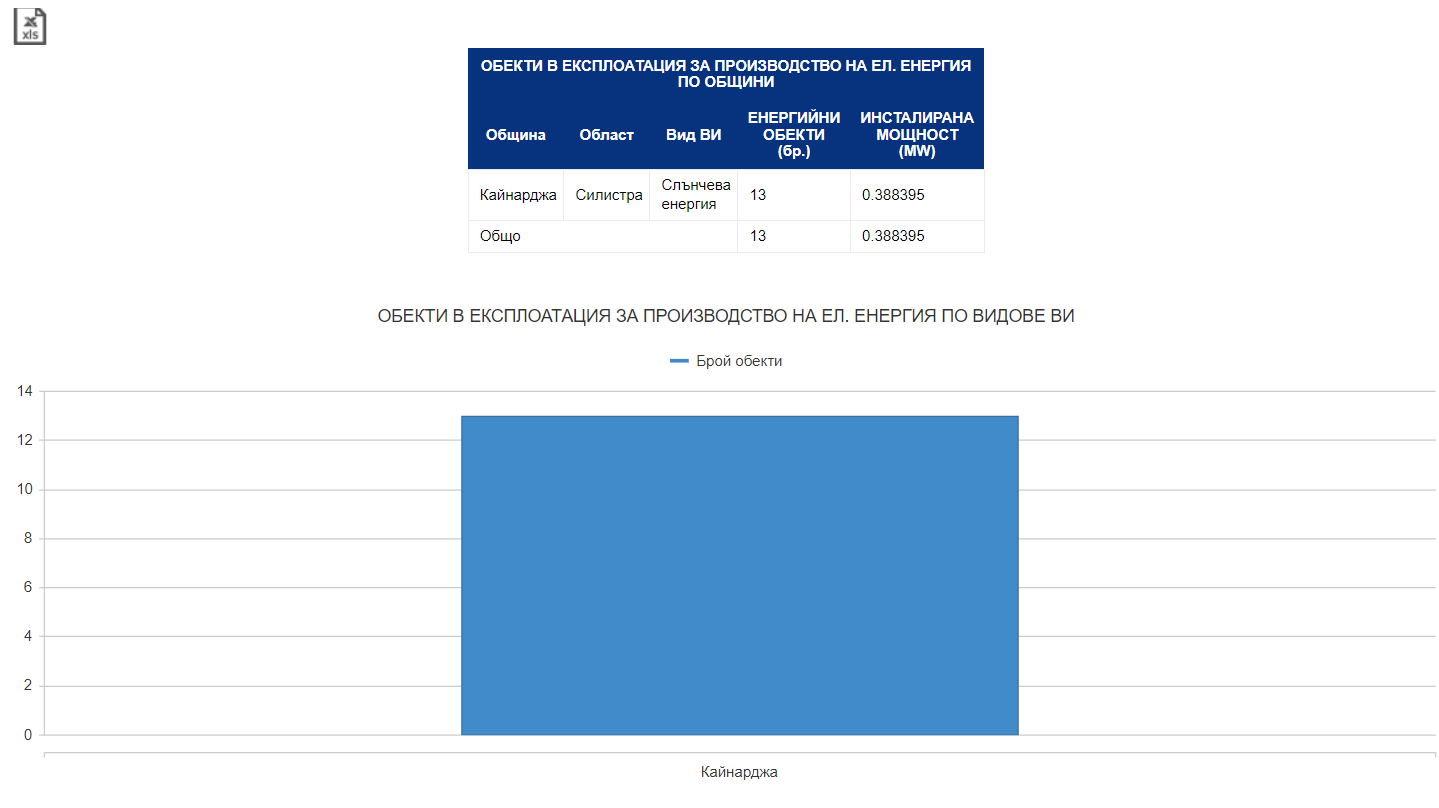 xls
ОБЕКТИ В ЕКСПЛОАТАЦИЯ ЗА ПРОИЗВОДСТВО НА ЕЛ. ЕНЕРГИЯ
ПО ОБЩИНИ
Община Област Вид ВИ ЕНЕРГИЙНИ ОБЕКТИ (бр.) ИНСТАЛИРАНА МОЩНОСТ (MW)
Кайнарджа Силистра Слънчева енергия 13 0.388395
Общо 13 0.388395
ОБЕКТИ В ЕКСПЛОАТАЦИЯ ЗА ПРОИЗВОДСТВО НА ЕЛ. ЕНЕРГИЯ ПО ВИДОВЕ ВИ
Брой обекти
14
12
10
8
6
4
2
0
Кайнарджа